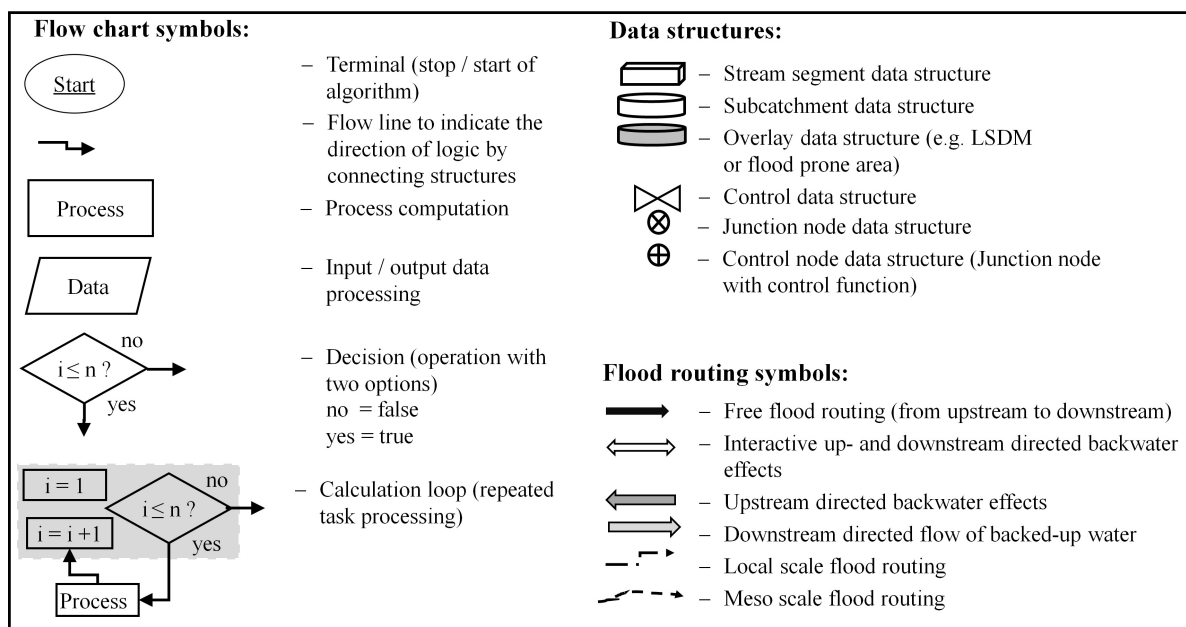 Flow chart symbols:
Start
– Terminal (stop / start of
algorithm)
– Flow line to indicate the
direction of logic by
connecting structures
Process
– Process computation
Data
– Input / output data
processing
i ≤ n ?
no
yes
– Decision (operation with
two options)
no = false
yes = true
i = 1
i ≤ n ?
no
i = i +1
yes
Process
– Calculation loop (repeated
task processing)
Data structures:
– Stream segment data structure
– Subcatchment data structure
– Overlay data structure (e.g. LSDM
or flood prone area)
– Control data structure
– Junction node data structure
– Control node data structure (Junction node
with control function)
Flood routing symbols:
– Free flood routing (from upstream to downstream)
– Interactive up- and downstream directed backwater
effects
– Upstream directed backwater effects
– Downstream directed flow of backed-up water
– Local scale flood routing
– Meso scale flood routing